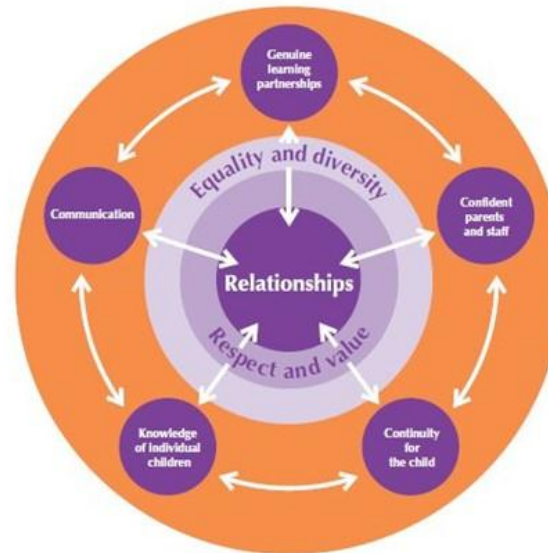 Genuine
learning
partnerships
Equality and diversity
Communication
Confident
parents
and staff
Relationships
Respect and value
Knowledge
of individual
children
Continuity
for
the child